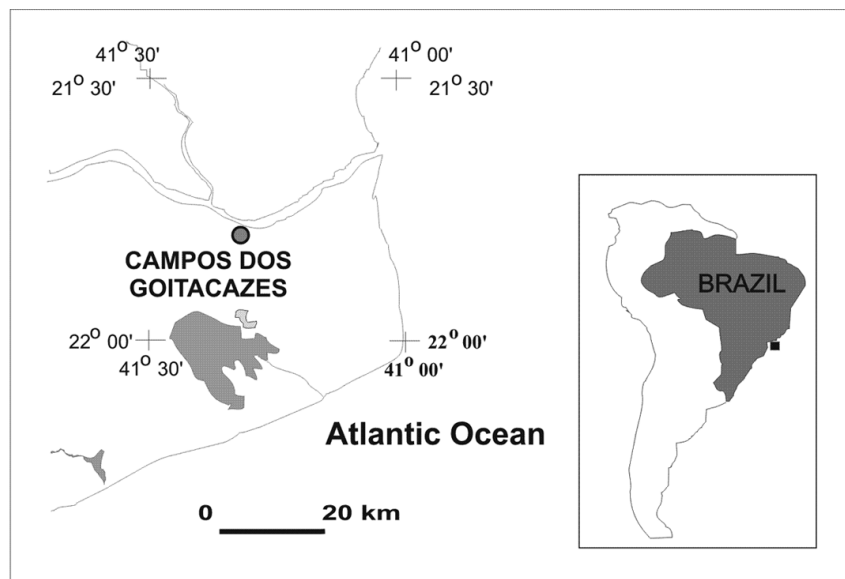 41° 30'
21° 30'
41° 00'
21° 30'
CAMPOS DOS
GOITACAZES
22° 00'
41° 30'
22° 00'
41° 00'
Atlantic Ocean
0 20 km
BRAZIL